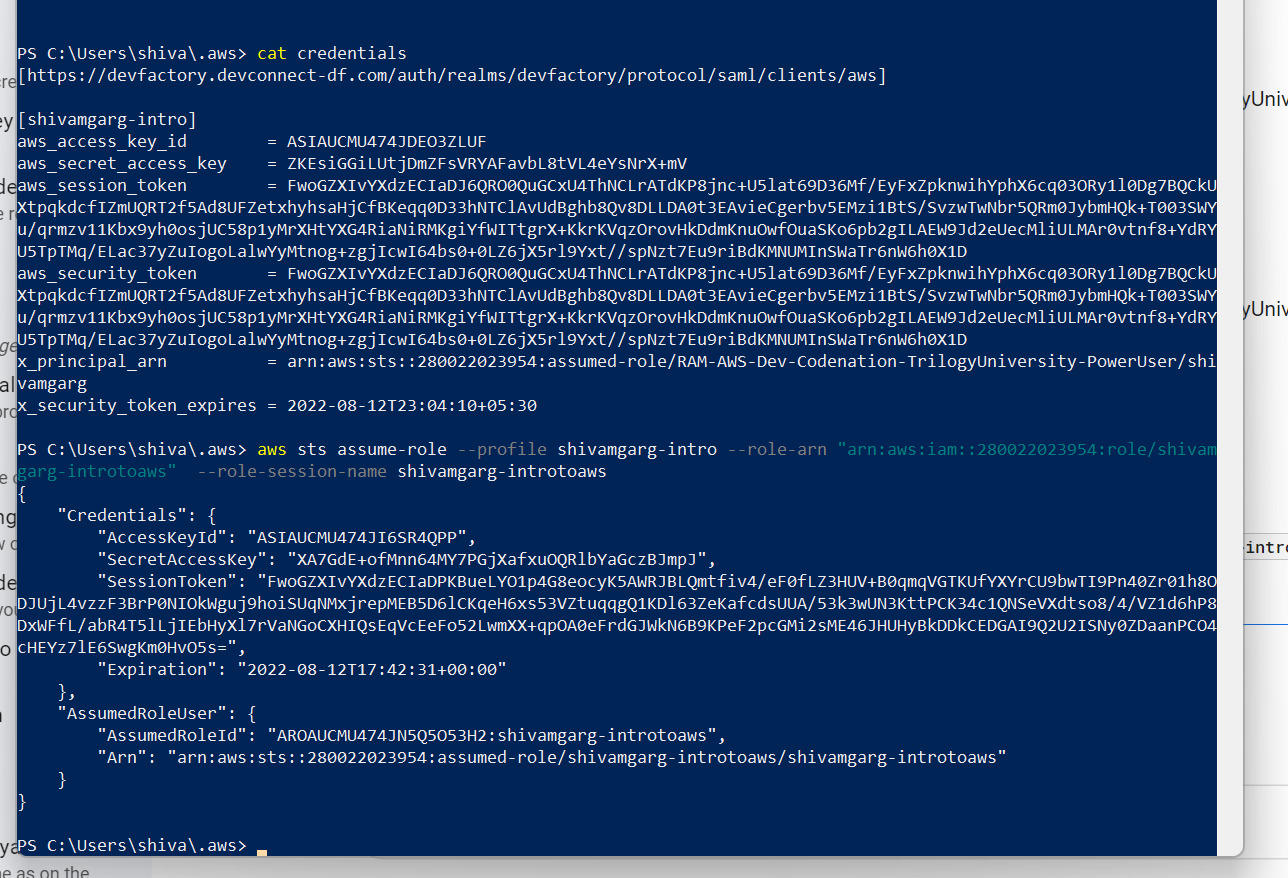 PS C:\Users\shiva\.aws> cat credentials
[https://devfactory.devconnect-df.com/auth/realms/devfactory/protocol/saml/clients/aws]
[shivamgarg-intro]
aws_access_key_id = ASIAUCMU474JDEO3ZLUF
aws_secret_access_key = ZKEsiGGiLUtjDmZFsVRYAFavbL8tVL4eYsNrX+mV
aws_session_token = FwoGZXIvYXdzECIaDJ6QRO0QuGCxU4ThNCLrATdKP8jnc+U5lat69D36Mf/EyFxZpknwihYphX6cq03ORy1l0Dg7BQCkU
XtpqkdcfIZmUQRT2f5Ad8UFZetxhyhsaHjCfBKeqq0D33hNTClAvUdBghb8Qv8DLLDA0t3EAvieCgerbv5EMzi1BtS/SvzwTwNbr5QRm0JybmHQk+T003SWY
u/qrmzv11Kbx9yh0osjUC58p1yMrXHtYXG4RiaNiRMKgiYfWITtgrX+KkrKVqzOrovHkDdmKnuOwfOuaSKo6pb2gILAEW9Jd2eUecMliULMAr0vtnf8+YdRY
U5TpTMq/ELac37yZuIogoLalwYyMtnog+zgjIcwI64bs0+0LZ6jX5rl9Yxt//spNzt7Eu9riBdKMNUMInSWaTr6nW6h0X1D
aws_security_token = FwoGZXIvYXdzECIaDJ6QRO0QuGCxU4ThNCLrATdKP8jnc+U5lat69D36Mf/EyFxZpknwihYphX6cq03ORy1l0Dg7BQCkU
XtpqkdcfIZmUQRT2f5Ad8UFZetxhyhsaHjCfBKeqq0D33hNTClAvUdBghb8Qv8DLLDA0t3EAvieCgerbv5EMzi1BtS/SvzwTwNbr5QRm0JybmHQk+T003SWY
u/qrmzv11Kbx9yh0osjUC58p1yMrXHtYXG4RiaNiRMKgiYfWITtgrX+KkrKVqzOrovHkDdmKnuOwfOuaSKo6pb2gILAEW9Jd2eUecMliULMAr0vtnf8+YdRY
U5TpTMq/ELac37yZuIogoLalwYyMtnog+zgjIcwI64bs0+0LZ6jX5rl9Yxt//spNzt7Eu9riBdKMNUMInSWaTr6nW6h0X1D
x_principal_arn = arn:aws:sts::280022023954:assumed-role/RAM-AWS-Dev-Codenation-TrilogyUniversity-PowerUser/shi
vamgarg
x_security_token_expires = 2022-08-12T23:04:10+05:30
PS C:\Users\shiva\.aws> aws sts assume-role --profile shivamgarg-intro --role-arn "arn:aws:iam::280022023954:role/shivam
garg-introtoaws" --role-session-name shivamgarg-introtoaws
{
"Credentials": {
"AccessKeyId": "ASIAUCMU474JI6SR4QPP",
"SecretAccessKey": "XA7GdE+ofMnn64MY7PGjXafxuOQRlbYaGczBJmpJ",
"SessionToken": "FwoGZXIvYXdzECIaDPKBueLYO1p4G8eocyK5AWRJBLQmtfiv4/eF0fLZ3HUV+B0qmqVGTKUfYXYrCU9bwTI9Pn40Zr01h8O
DJUjL4vzzF3BrP0NIOkWguj9hoiSUqNMxjrepMEB5D6lCKqeH6xs53VZtuqqgQ1KDl63ZeKafcdsUUA/53k3wUN3KttPCK34c1QNSeVXdtso8/4/VZ1d6hP8
DxWFfL/abR4T5lLjIEbHyXl7rVaNGoCXHIQsEqVcEeFo52LwmXX+qpOA0eFrdGJWkN6B9KPeF2pcGMi2sME46JHUHyBkDDkCEDGAI9Q2U2ISNy0ZDaanPCO4
cHEYz7lE6SwgKm0HvO5s=",
"Expiration": "2022-08-12T17:42:31+00:00"
},
"AssumedRoleUser": {
"AssumedRoleId": "AROAUCMU474JN5Q5O53H2:shivamgarg-introtoaws",
"Arn": "arn:aws:sts::280022023954:assumed-role/shivamgarg-introtoaws/shivamgarg-introtoaws"
}
}
PS C:\Users\shiva\.aws>
yUniv
yUniv
-intro
e as on the